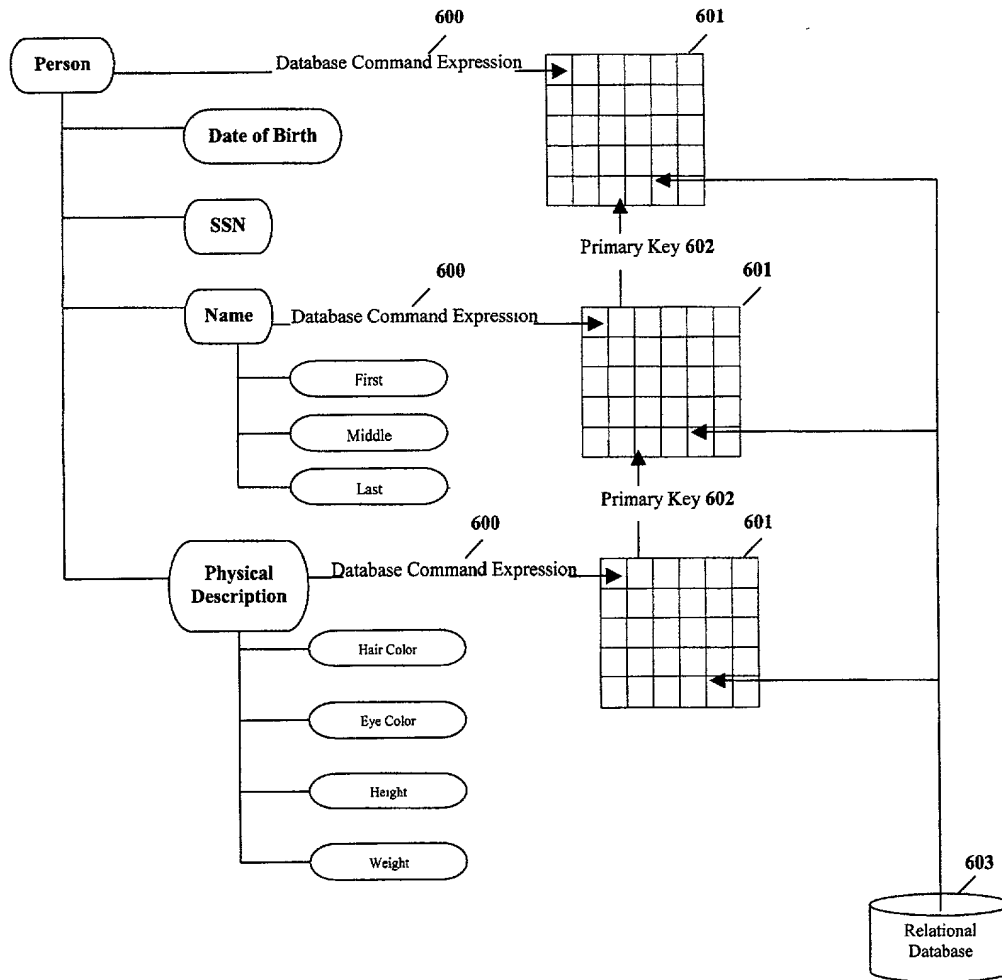 600
601
Person
Database Command Expression
Date of Birth
SSN
Primary Key 602
600
601
Name
Database Command Expression
First
Middle
Last
Primary Key 602
600
601
Physical
Description
Database Command Expression
Hair Color
Eye Color
Height
Weight
603
Relational
Database